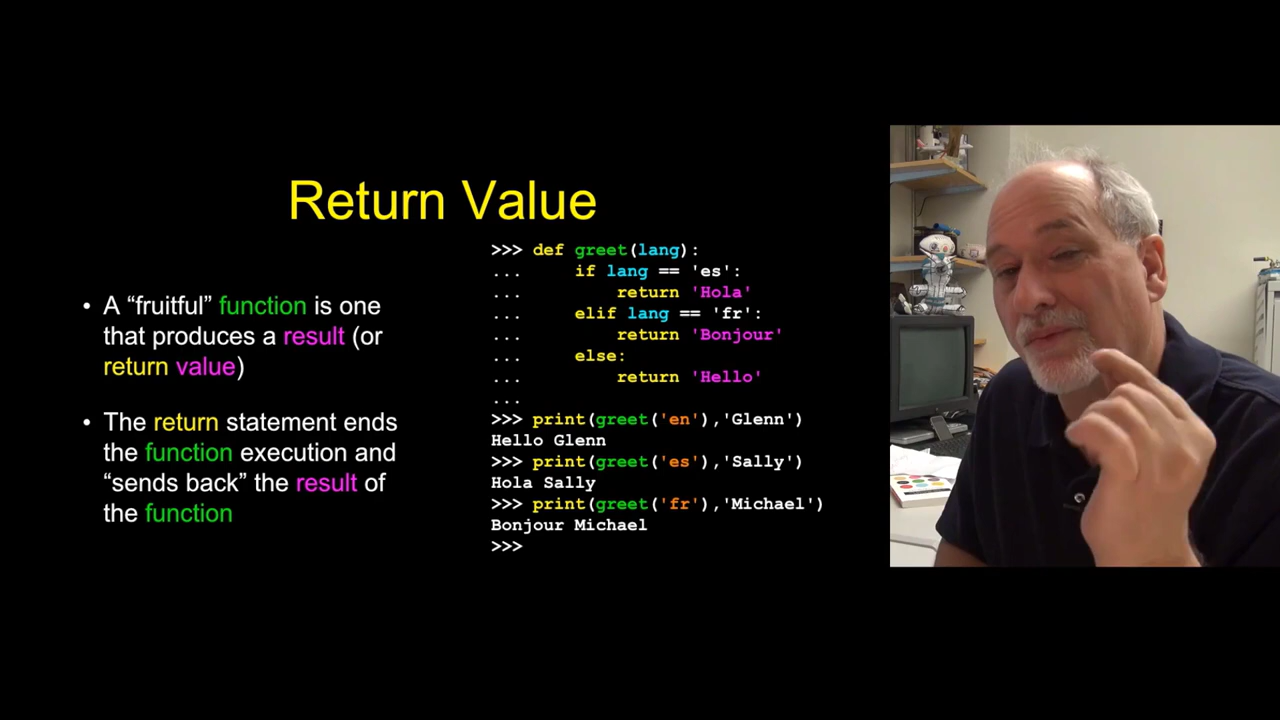 Return Value
• A “fruitful” function is one
that produces a result (or
return value)
• The return statement ends
the function execution and
“sends back” the result of
the function
>>> def greet(lang):
...     if lang == 'es':
...         return 'Hola'
...     elif lang == 'fr':
...         return 'Bonjour'
...     else:
...         return 'Hello'
...
>>> print(greet('en'),'Glenn')
Hello Glenn
>>> print(greet('es'),'Sally')
Hola Sally
>>> print(greet('fr'),'Michael')
Bonjour Michael
>>>